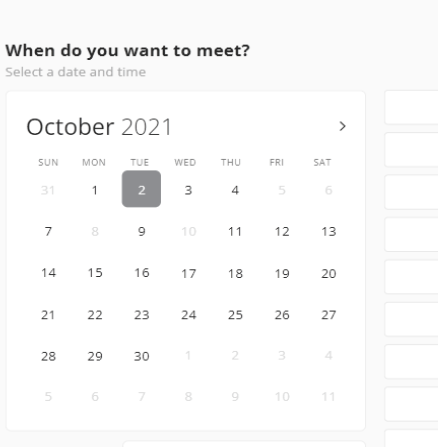 When do you want to meet?
Select a date and time
October 2021
SUN MON TUE WED THU FRI SAT
31 1 2 3 4 5 6
7 8 9 10 11 12 13
14 15 16 17 18 19 20
21 22 23 24 25 26 27
28 29 30 1 2 3 4
5 6 7 8 9 10 11